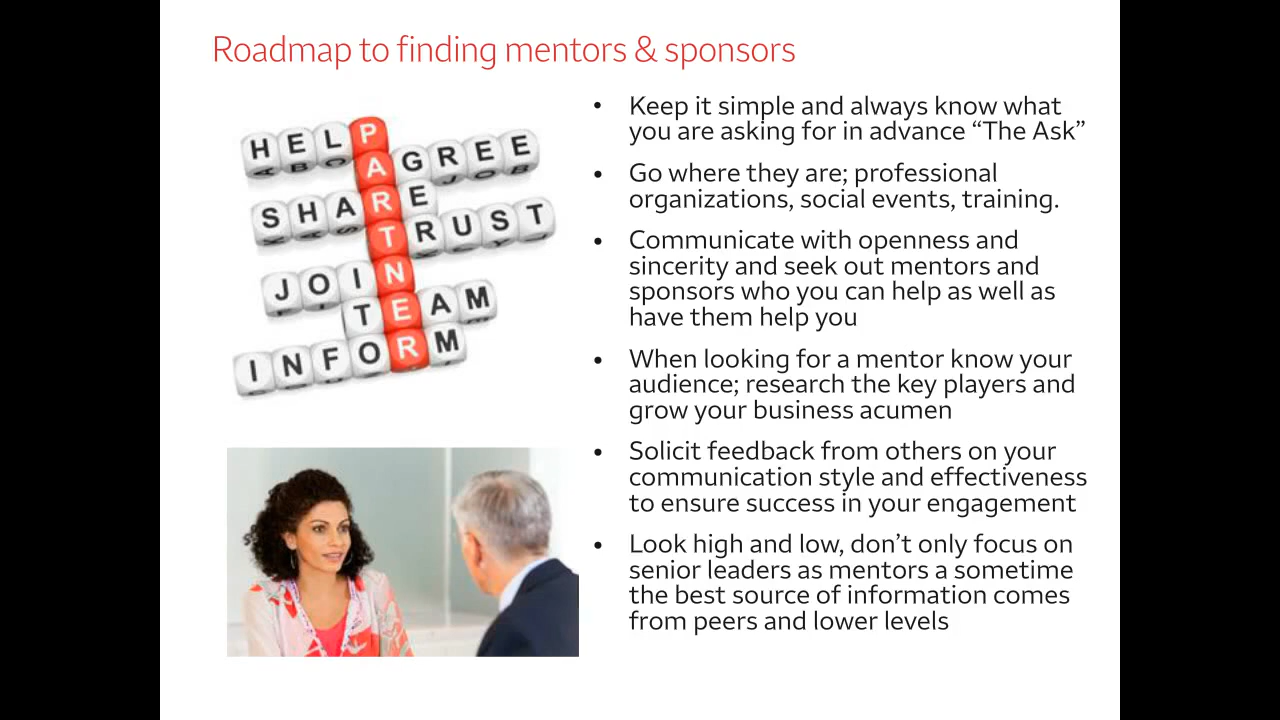 Roadmap to finding mentors & sponsors
HELP
AGREE
SHARE
TRUST
JOIN
TEAM
INFORM
• Keep it simple and always know what
you are asking for in advance “The Ask”
• Go where they are; professional
organizations, social events, training.
• Communicate with openness and
sincerity and seek out mentors and
sponsors who you can help as well as
have them help you
• When looking for a mentor know your
audience; research the key players and
grow your business acumen
• Solicit feedback from others on your
communication style and effectiveness
to ensure success in your engagement
• Look high and low, don’t only focus on
senior leaders as mentors a sometime
the best source of information comes
from peers and lower levels